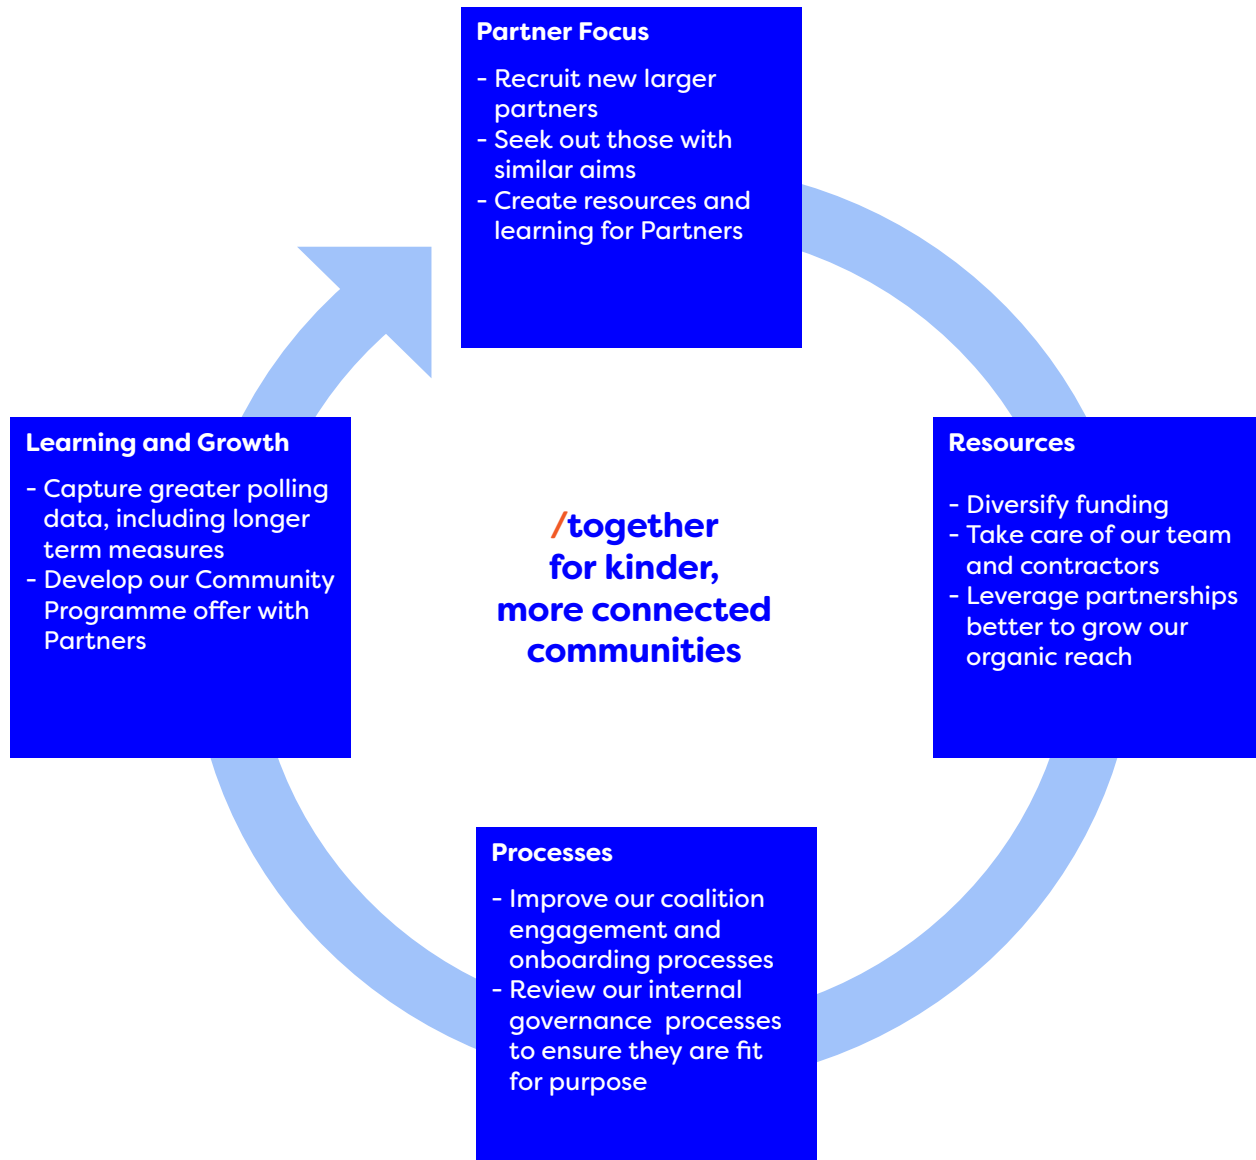 Partner Focus
- Recruit new larger
partners
- Seek out those with
similar aims
- Create resources and
learning for Partners
Learning and Growth
- Capture greater polling
data, including longer
term measures
- Develop our Community
Programme offer with
Partners
/together
for kinder,
more connected
communities
Resources
- Diversify funding
- Take care of our team
and contractors
- Leverage partnerships
better to grow our
organic reach
Processes
- Improve our coalition
engagement and
onboarding processes
- Review our internal
governance  processes
to ensure they are fit
for purpose